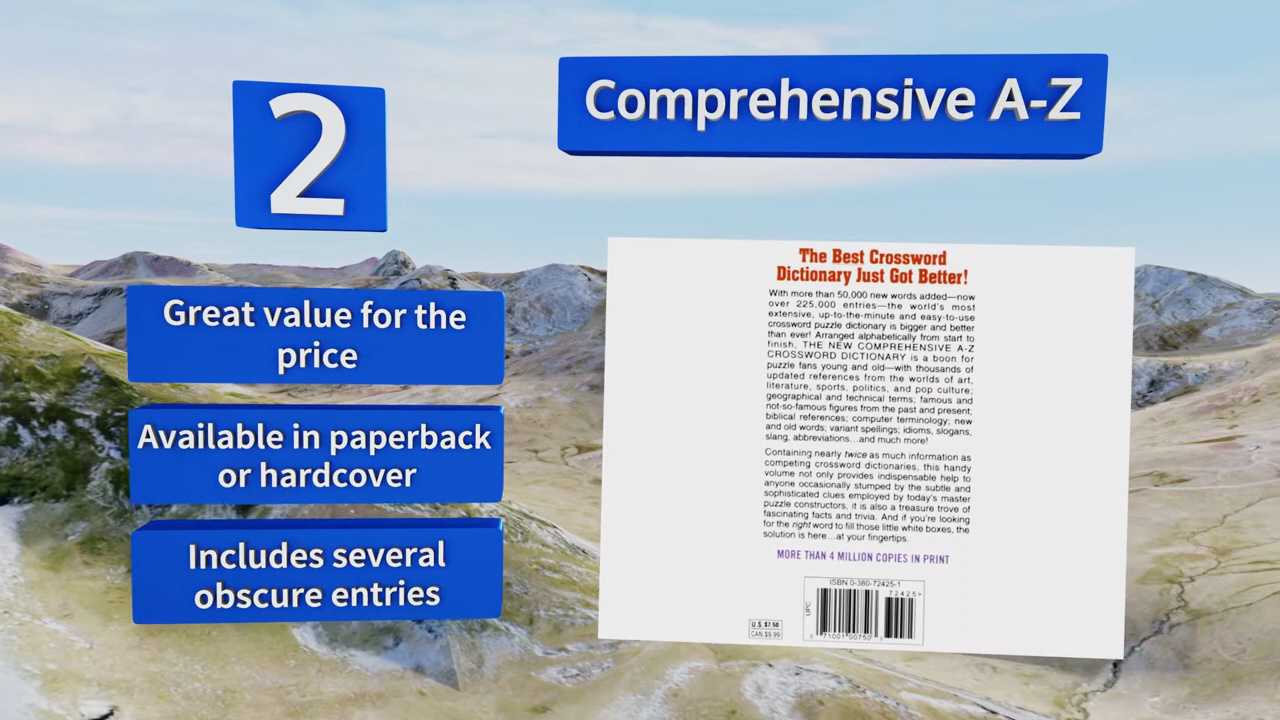 2
Comprehensive A-Z
Great value for the
price
Available in paperback
or hardcover
Includes several
obscure entries
The Best Crossword
Dictionary Just Got Better!
With more than 50,000 new words added—now
over 225,000 entries—the world's most
extensive, up-to-the-minute and easy-to-use
crossword puzzle dictionary is bigger and better
than ever! Arranged alphabetically from start to
finish, THE NEW COMPREHENSIVE A-Z
CROSSWORD DICTIONARY is a boon for
puzzle fans young and old—with thousands of
updated references from the worlds of art,
literature, sports, politics, and pop culture;
geographical and technical terms; famous and
not-so-famous figures from the past and present;
biblical references; computer terminology; new
and old words; variant spellings; idioms, slogans,
slang, abbreviations...and much more!
Containing nearly twice as much information as
competing crossword dictionaries, this handy
volume not only provides indispensable help to
anyone occasionally stumped by the subtle and
sophisticated clues employed by today's master
puzzle constructors, it is also a treasure trove of
fascinating facts and trivia. And if you're looking
for the right word to fill those little white boxes, the
solution is here...at your fingertips.
MORE THAN 4 MILLION COPIES IN PRINT
ISBN 0-380-72425-1
72425>
UPC
U.S. $7.50
CAN $9.99
0 71001 00750